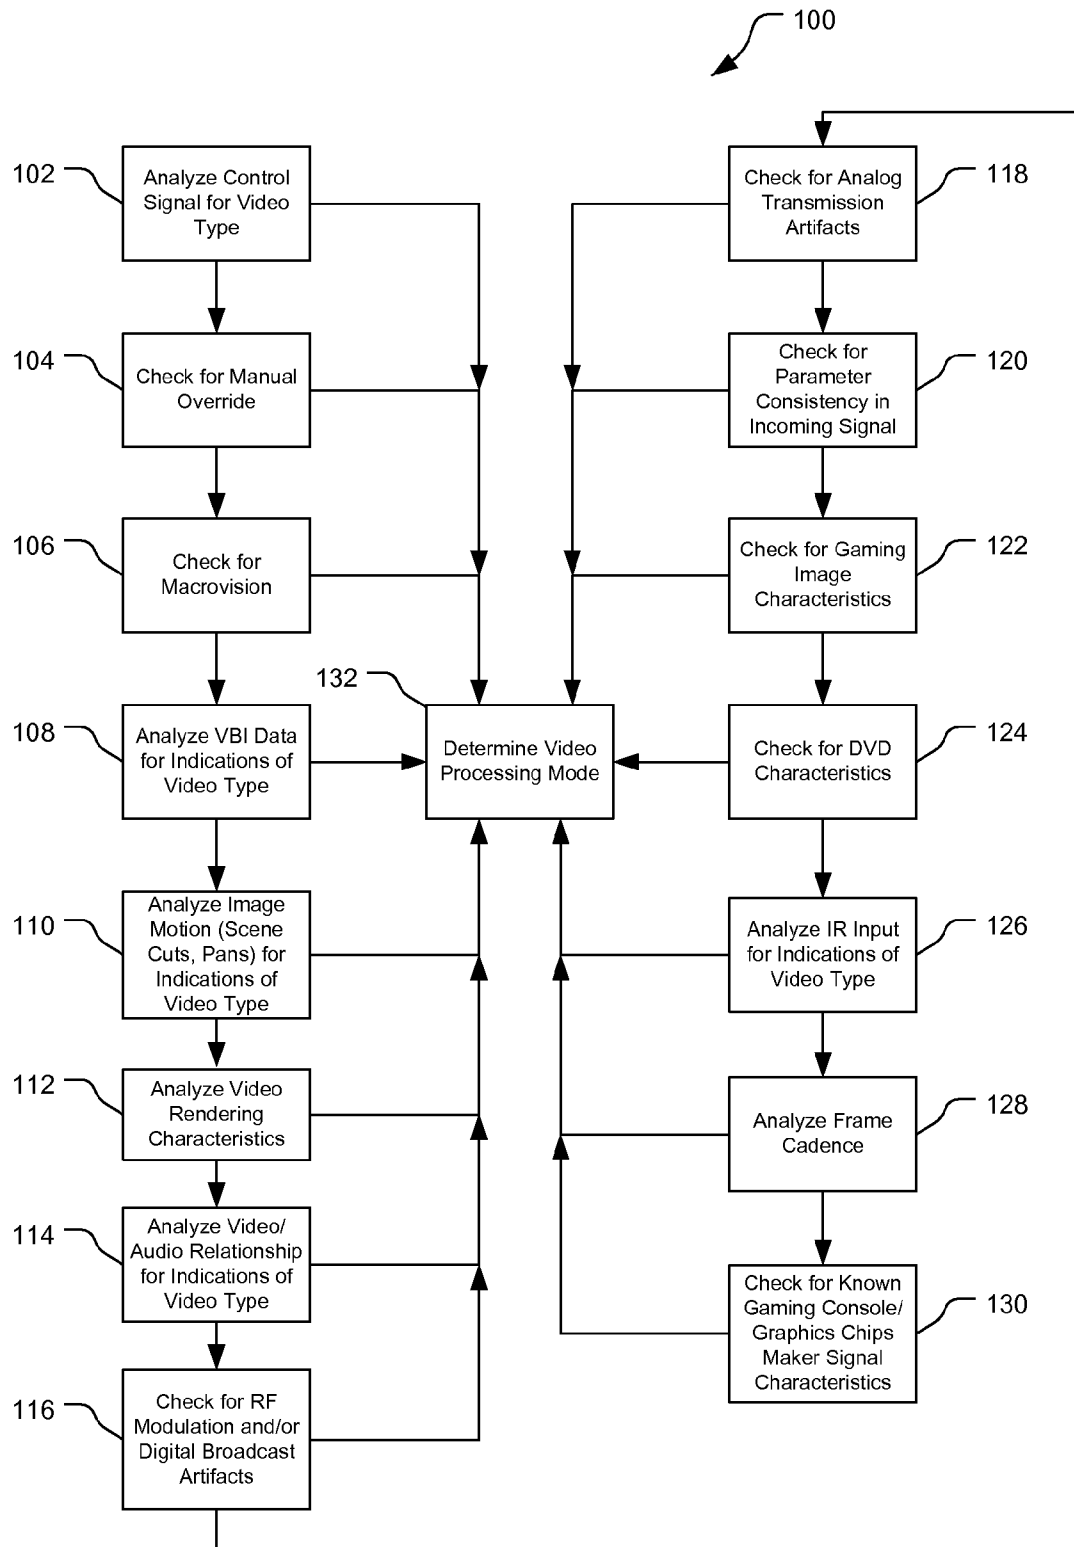 100
102
Analyze Control
Signal for Video
Type
104
Check for Manual
Override
106
Check for
Macrovision
108
Analyze VBI Data
for Indications of
Video Type
110
Analyze Image
Motion (Scene
Cuts, Pans) for
Indications of
Video Type
112
Analyze Video
Rendering
Characteristics
114
Analyze Video/
Audio Relationship
for Indications of
Video Type
116
Check for RF
Modulation and/or
Digital Broadcast
Artifacts
132
Determine Video
Processing Mode
Check for Analog
Transmission
Artifacts
118
Check for
Parameter
Consistency in
Incoming Signal
120
Check for Gaming
Image
Characteristics
122
Check for DVD
Characteristics
124
Analyze IR Input
for Indications of
Video Type
126
Analyze Frame
Cadence
128
Check for Known
Gaming Console/
Graphics Chips
Maker Signal
Characteristics
130